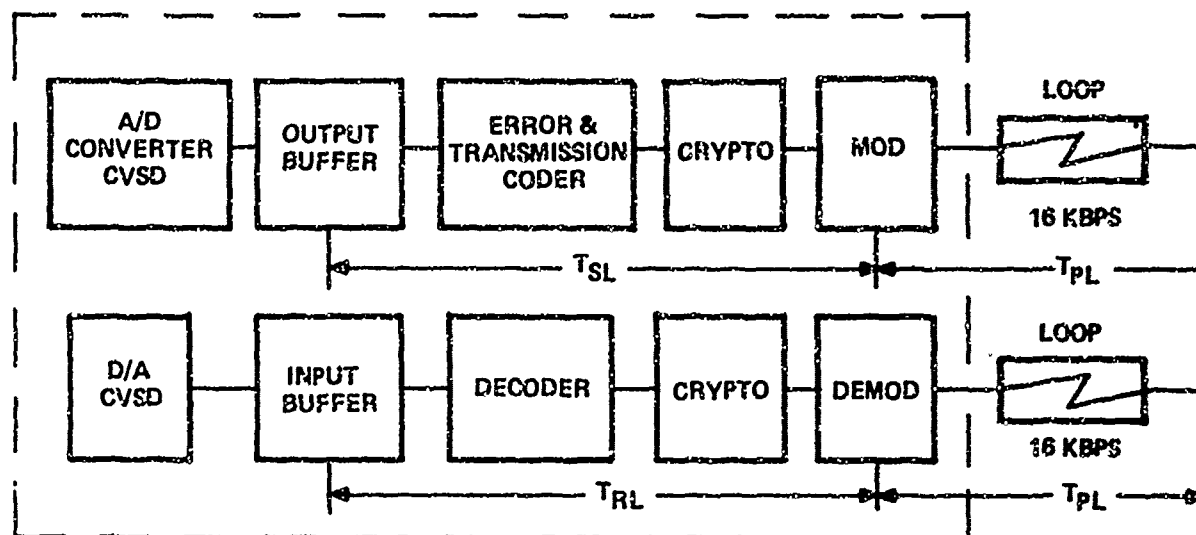 A/D
CONVERTER
CVSD
OUTPUT
BUFFER
ERROR &
TRANSMISSION
CODER
CRYPTO
MOD
LOOP
16 KBPS
TSL
TPL
D/A
CVSD
INPUT
BUFFER
DECODER
CRYPTO
DEMOD
LOOP
16 KBPS
TRL
TPL